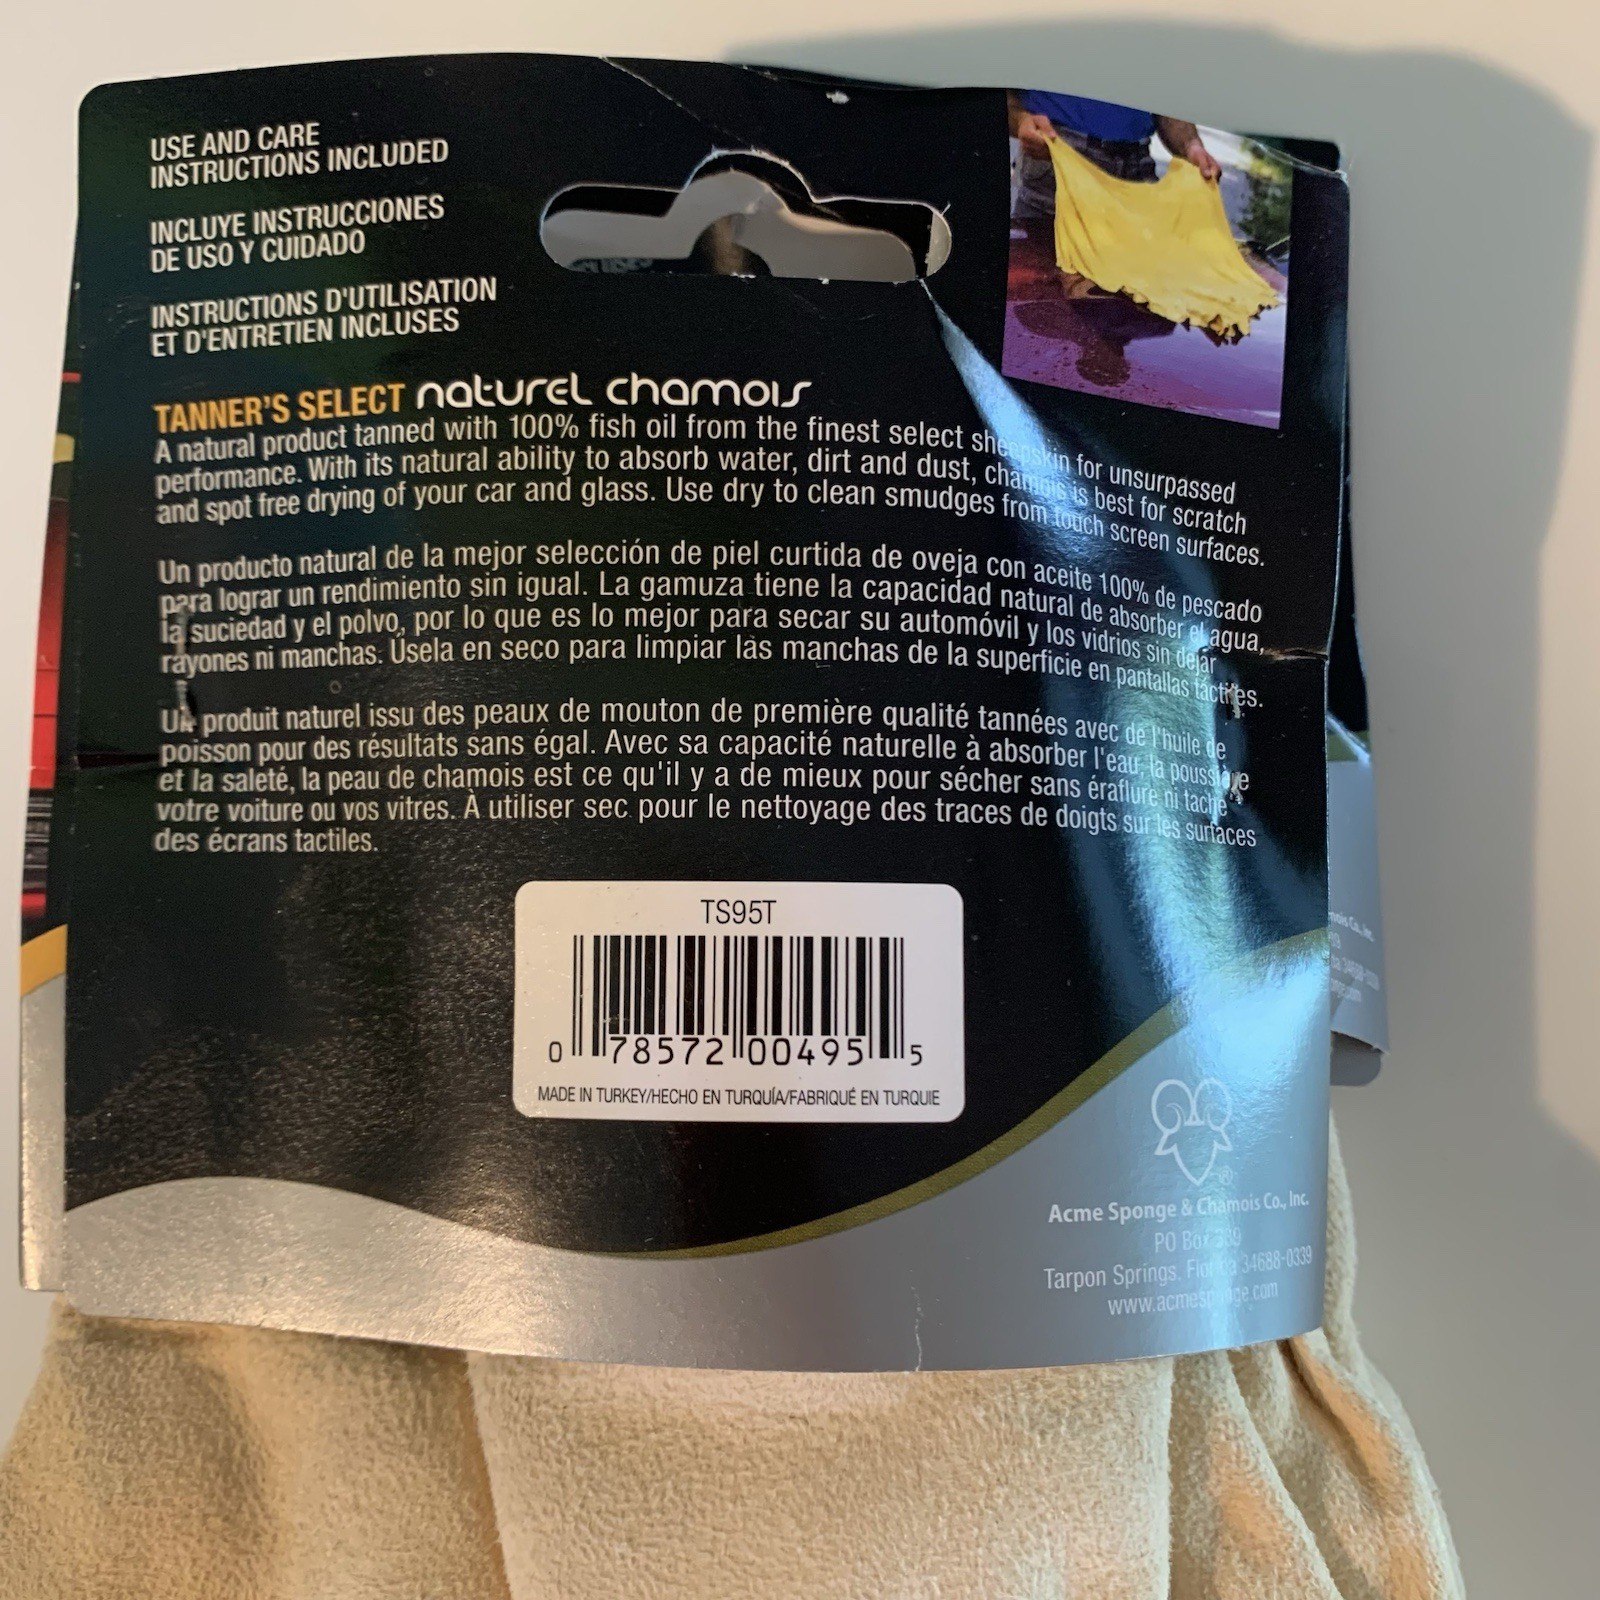 USE AND CARE
INSTRUCTIONS INCLUDED
INCLUYE INSTRUCCIONES
DE USO Y CUIDADO
INSTRUCTIONS D'UTILISATION
ET D'ENTRETIEN INCLUSES
TANNER'S SELECT naturel chamois
A natural product tanned with 100% fish oil from the finest select sheepskin for unsurpassed
performance. With its natural ability to absorb water, dirt and dust, chamois is best for scratch
and spot free drying of your car and glass. Use dry to clean smudges from touch screen surfaces.
Un producto natural de la mejor selección de piel curtida de oveja con aceite 100% de pescado
para lograr un rendimiento sin igual. La gamuza tiene la capacidad natural de absorber el agua,
la suciedad y el polvo, por lo que es lo mejor para secar su automóvil y los vidrios sin dejar
rayones ni manchas. Úsela en seco para limpiar las manchas de la superficie en pantallas táctiles.
Un produit naturel issu des peaux de mouton de première qualité tannées avec de l'huile de
poisson pour des résultats sans égal. Avec sa capacité naturelle à absorber l'eau, la poussière
et la saleté, la peau de chamois est ce qu'il y a de mieux pour sécher sans éraflure ni tache
votre voiture ou vos vitres. À utiliser sec pour le nettoyage des traces de doigts sur les surfaces
des écrans tactiles.
TS95T
0 78572 00495 5
MADE IN TURKEY/HECHO EN TURQUÍA/FABRIQUÉ EN TURQUIE
®
Acme Sponge & Chamois Co., Inc.
PO Box 339
Tarpon Springs, Florida 34688-0339
www.acmesponge.com